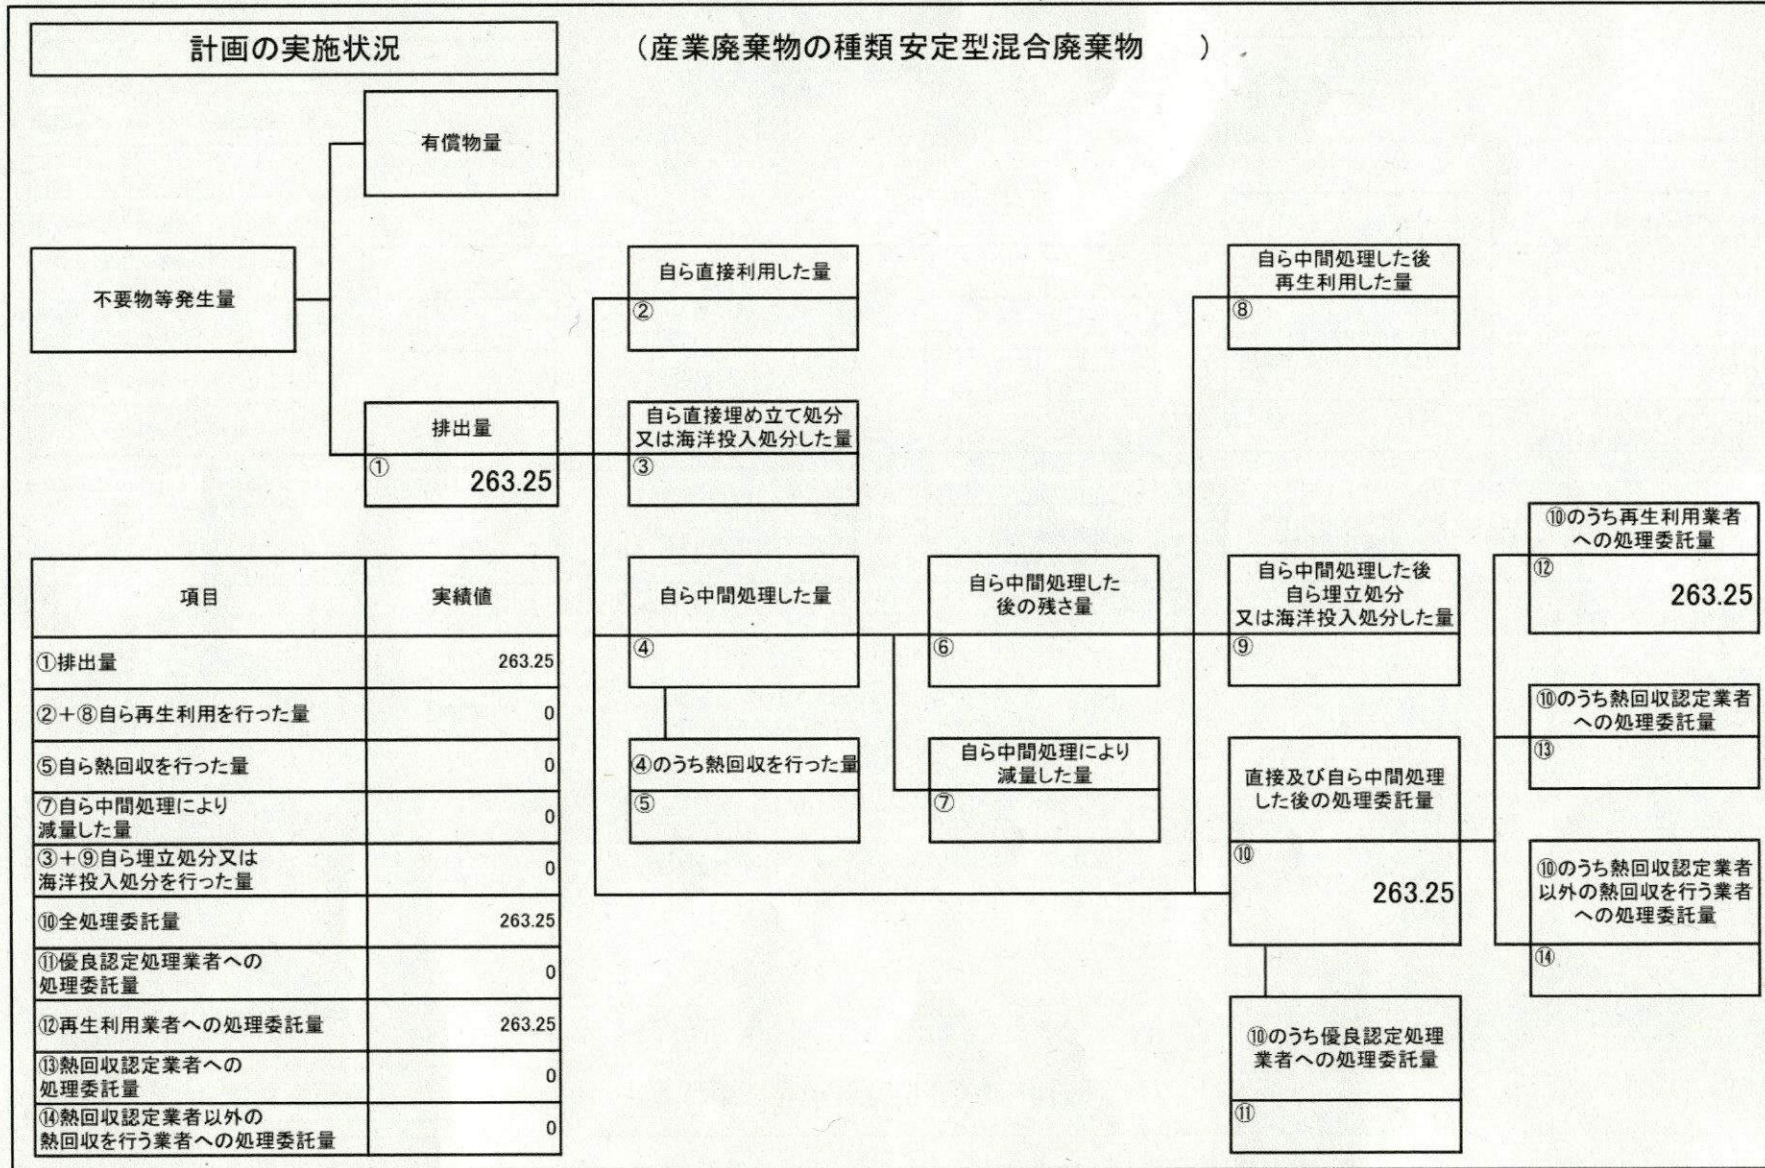 計画の実施状況
(産業廃棄物の種類 安定型混合廃棄物 )
有償物量
不要物等発生量
排出量
①
263.25
自ら直接利用した量
②
自ら直接埋め立て処分
又は海洋投入処分した量
③
自ら中間処理した量
④
④のうち熱回収を行った量
⑤
自ら中間処理した
後の残さ量
⑥
自ら中間処理により
減量した量
⑦
自ら中間処理した後
再生利用した量
⑧
自ら中間処理した後
自ら埋立処分
又は海洋投入処分した量
⑨
直接及び自ら中間処理
した後の処理委託量
⑩
263.25
⑩のうち優良認定処理
業者への処理委託量
⑪
⑩のうち再生利用業者
への処理委託量
⑫
263.25
⑩のうち熱回収認定業者
への処理委託量
⑬
⑩のうち熱回収認定業者
以外の熱回収を行う業者
への処理委託量
⑭
項目 実績値
①排出量 263.25
②+⑧自ら再生利用を行った量 0
⑤自ら熱回収を行った量 0
⑦自ら中間処理により
減量した量 0
③+⑨自ら埋立処分又は
海洋投入処分を行った量 0
⑩全処理委託量 263.25
⑪優良認定処理業者への
処理委託量 0
⑫再生利用業者への処理委託量 263.25
⑬熱回収認定業者への
処理委託量 0
⑭熱回収認定業者以外の
熱回収を行う業者への処理委託量 0